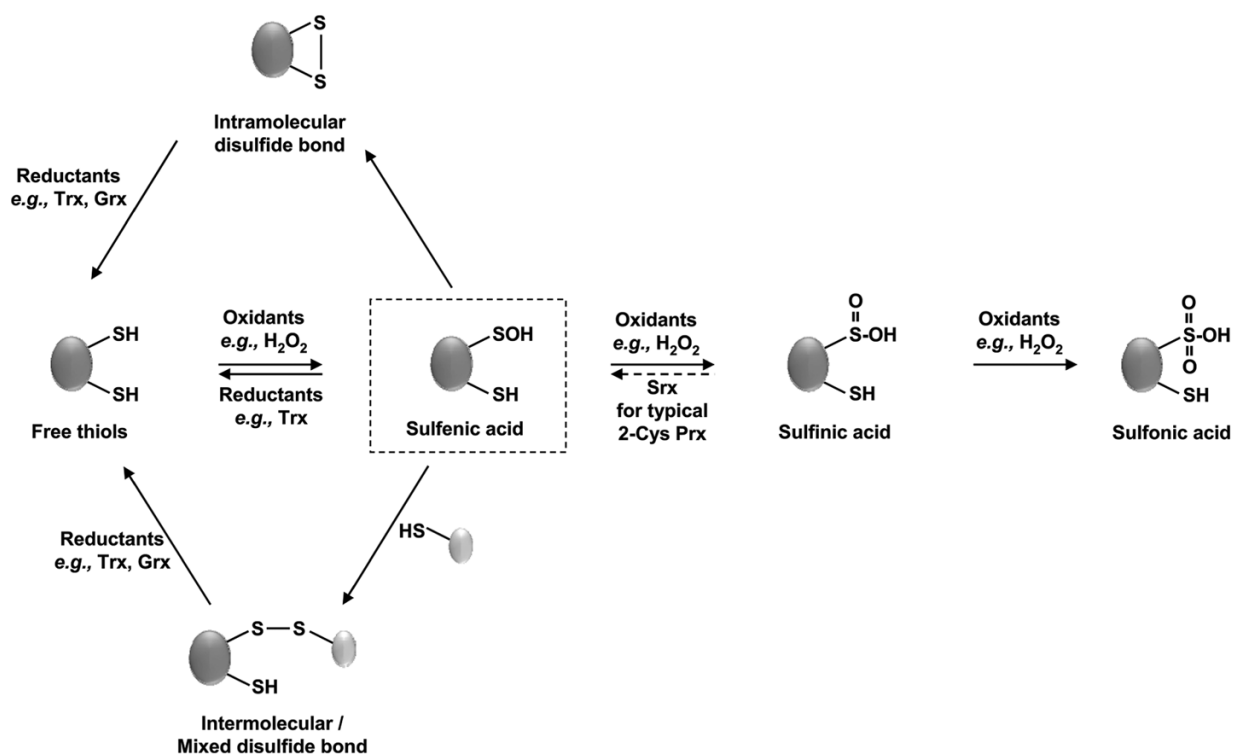 S
S
Intramolecular
disulfide bond
Reductants
e.g., Trx, Grx
SH
SH
Free thiols
Oxidants
e.g., H₂O₂
Reductants
e.g., Trx
SOH
SH
Sulfenic acid
Oxidants
e.g., H₂O₂
Srx
for typical
2-Cys Prx
O
S-OH
SH
Sulfinic acid
Oxidants
e.g., H₂O₂
O
S-OH
O
SH
Sulfonic acid
Reductants
e.g., Trx, Grx
HS
S—S
SH
Intermolecular /
Mixed disulfide bond